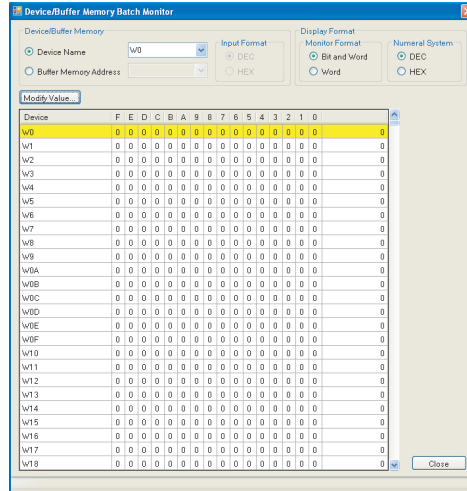 Device/Buffer Memory Batch Monitor
Device/Buffer Memory
Display Format
Device Name
W0
Input Format
DEC
HEX
Monitor Format
Bit and Word
Word
Numeral System
DEC
HEX
Buffer Memory Address
Modify Value...
Device F E D C B A 9 8 7 6 5 4 3 2 1 0
W0 0 0 0 0 0 0 0 0 0 0 0 0 0 0 0 0 0
W1 0 0 0 0 0 0 0 0 0 0 0 0 0 0 0 0 0
W2 0 0 0 0 0 0 0 0 0 0 0 0 0 0 0 0 0
W3 0 0 0 0 0 0 0 0 0 0 0 0 0 0 0 0 0
W4 0 0 0 0 0 0 0 0 0 0 0 0 0 0 0 0 0
W5 0 0 0 0 0 0 0 0 0 0 0 0 0 0 0 0 0
W6 0 0 0 0 0 0 0 0 0 0 0 0 0 0 0 0 0
W7 0 0 0 0 0 0 0 0 0 0 0 0 0 0 0 0 0
W8 0 0 0 0 0 0 0 0 0 0 0 0 0 0 0 0 0
W9 0 0 0 0 0 0 0 0 0 0 0 0 0 0 0 0 0
W0A 0 0 0 0 0 0 0 0 0 0 0 0 0 0 0 0 0
W0B 0 0 0 0 0 0 0 0 0 0 0 0 0 0 0 0 0
W0C 0 0 0 0 0 0 0 0 0 0 0 0 0 0 0 0 0
W0D 0 0 0 0 0 0 0 0 0 0 0 0 0 0 0 0 0
W0E 0 0 0 0 0 0 0 0 0 0 0 0 0 0 0 0 0
W0F 0 0 0 0 0 0 0 0 0 0 0 0 0 0 0 0 0
W10 0 0 0 0 0 0 0 0 0 0 0 0 0 0 0 0 0
W11 0 0 0 0 0 0 0 0 0 0 0 0 0 0 0 0 0
W12 0 0 0 0 0 0 0 0 0 0 0 0 0 0 0 0 0
W13 0 0 0 0 0 0 0 0 0 0 0 0 0 0 0 0 0
W14 0 0 0 0 0 0 0 0 0 0 0 0 0 0 0 0 0
W15 0 0 0 0 0 0 0 0 0 0 0 0 0 0 0 0 0
W16 0 0 0 0 0 0 0 0 0 0 0 0 0 0 0 0 0
W17 0 0 0 0 0 0 0 0 0 0 0 0 0 0 0 0 0
W18 0 0 0 0 0 0 0 0 0 0 0 0 0 0 0 0 0
Close